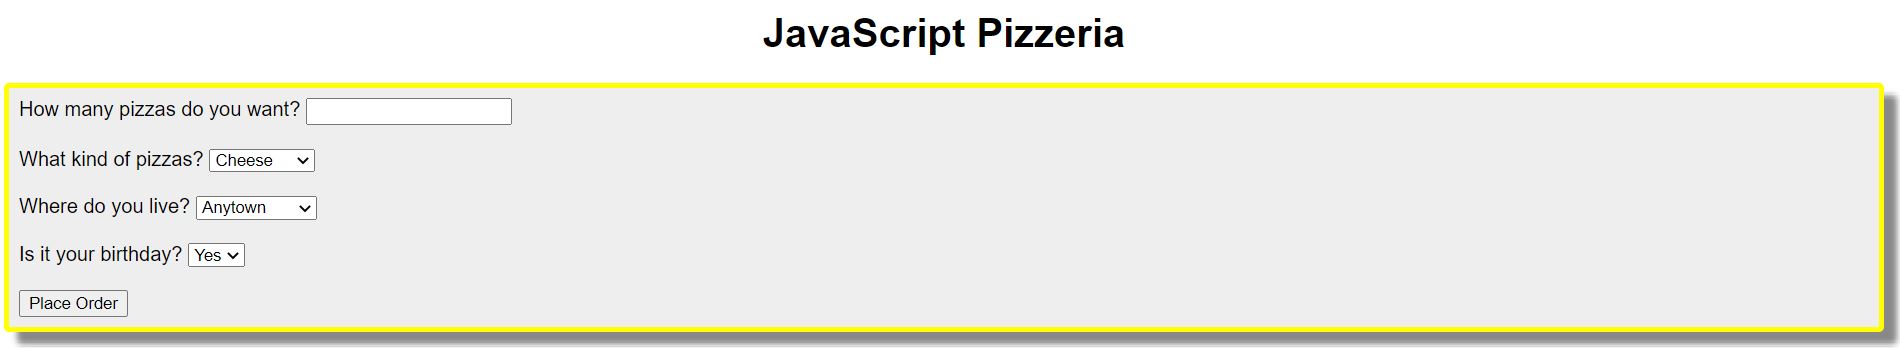 JavaScript Pizzeria
How many pizzas do you want?
What kind of pizzas? Cheese
Where do you live? Anytown
Is it your birthday? Yes
Place Order